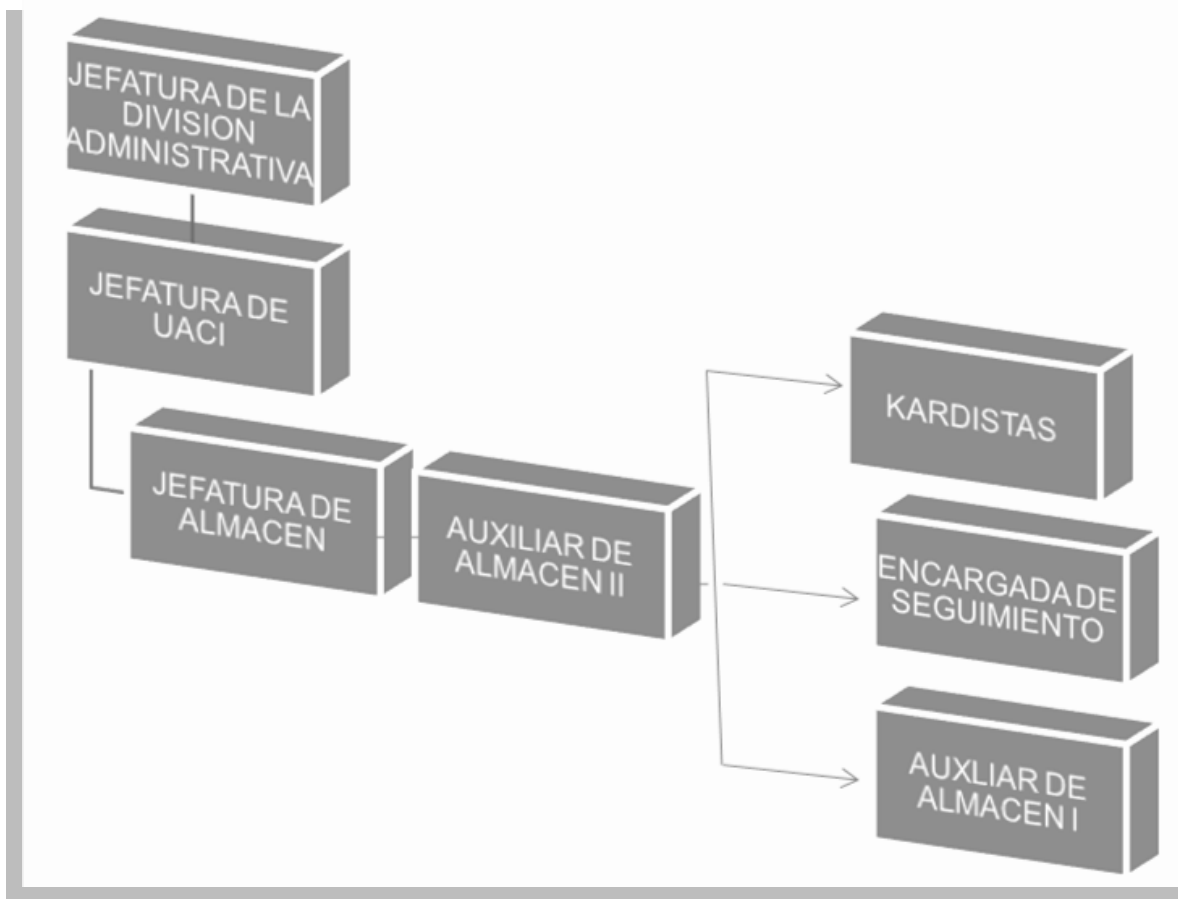 JEFATURA DE LA
DIVISION
ADMINISTRATIVA
JEFATURA DE
UACI
JEFATURA DE
ALMACEN
AUXILIAR DE
ALMACEN II
KARDISTAS
ENCARGADA DE
SEGUIMIENTO
AUXLIAR DE
ALMACEN I